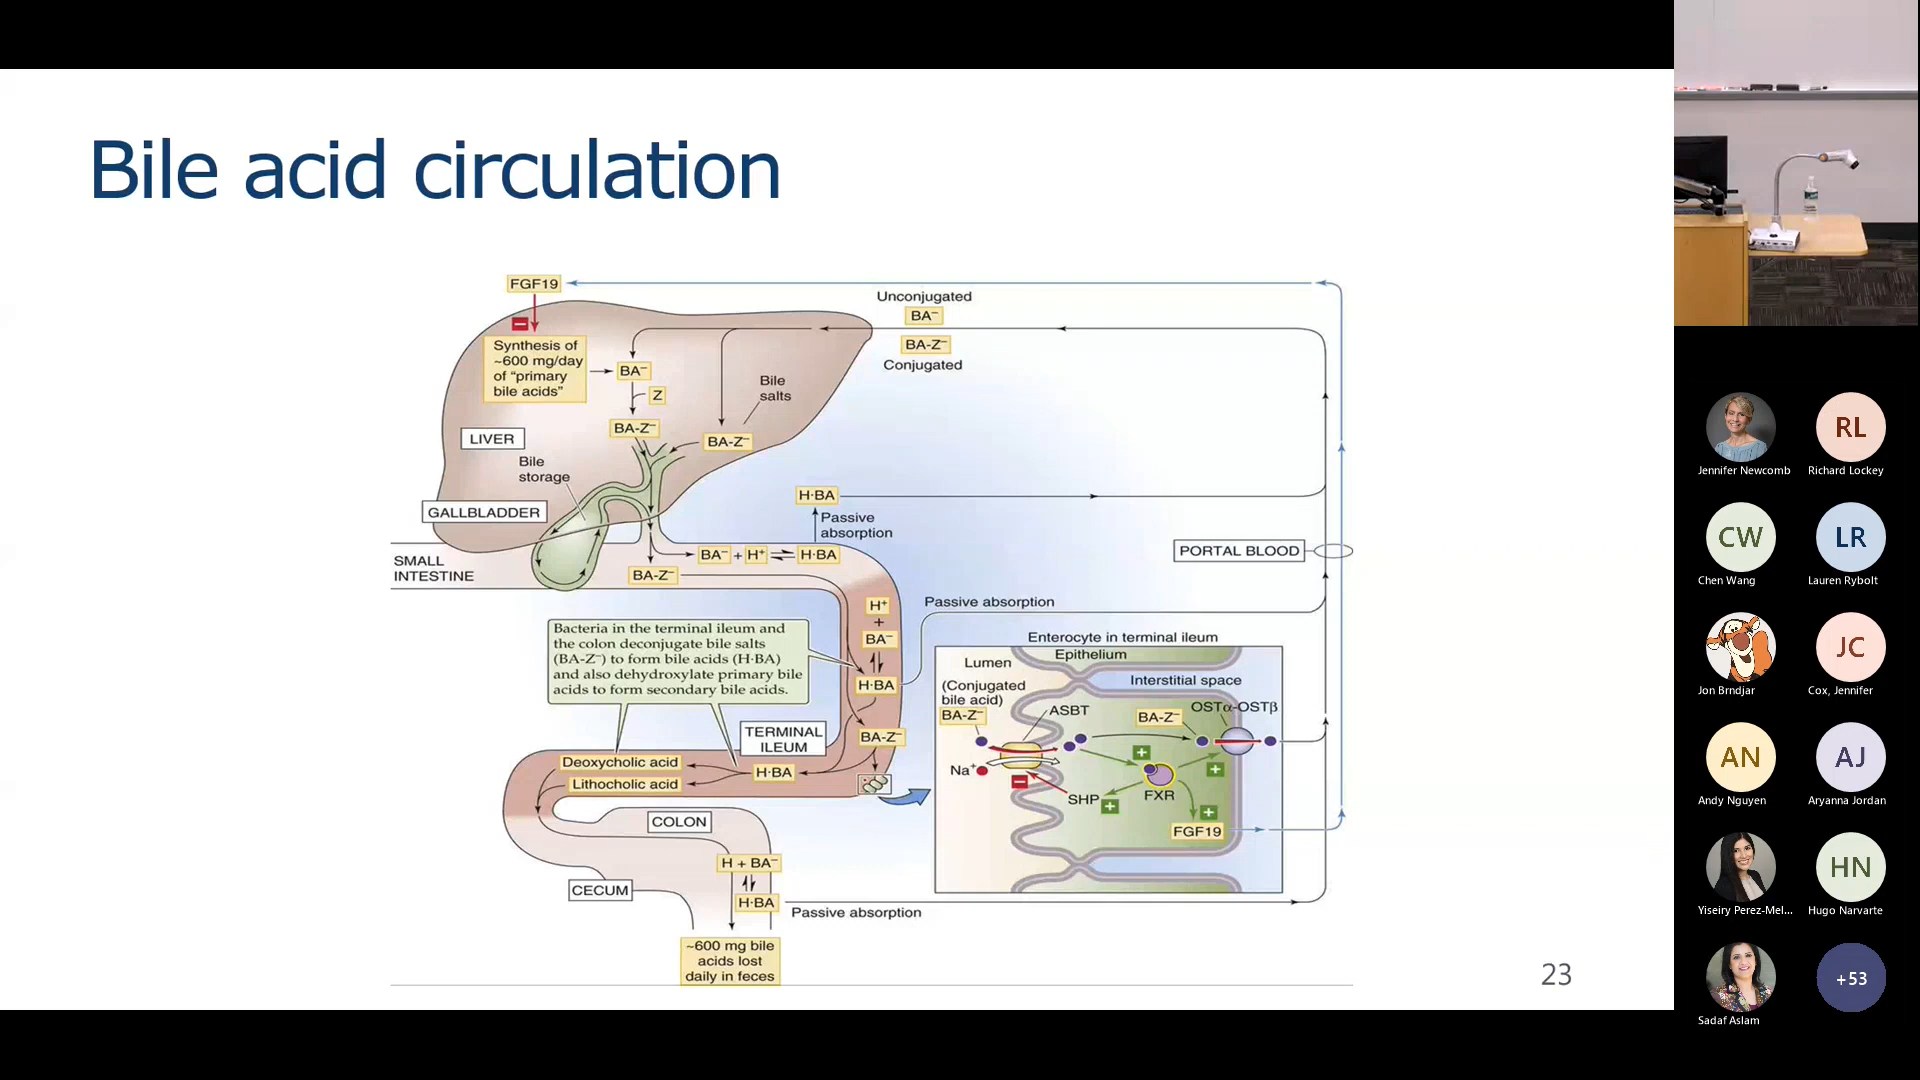 Bile acid circulation
FGF19
Unconjugated
BA⁻
BA-Z⁻
Conjugated
Synthesis of
~600 mg/day
of “primary
bile acids”
BA⁻
Z
BA-Z⁻
Bile
salts
BA-Z⁻
LIVER
Bile
storage
GALLBLADDER
H·BA
Passive
absorption
SMALL
INTESTINE
BA⁻ + H⁺ ⇌ H·BA
BA-Z⁻
PORTAL BLOOD
H⁺
+
BA⁻
H·BA
Passive absorption
Bacteria in the terminal ileum and
the colon deconjugate bile salts
(BA-Z⁻) to form bile acids (H·BA)
and also dehydroxylate primary bile
acids to form secondary bile acids.
BA-Z⁻
TERMINAL
ILEUM
H·BA
Deoxycholic acid
Lithocholic acid
COLON
CECUM
H + BA⁻
H·BA
Passive absorption
~600 mg bile
acids lost
daily in feces
Enterocyte in terminal ileum
Epithelium
Lumen
Interstitial space
(Conjugated
bile acid)
BA-Z⁻
ASBT
BA-Z⁻
OSTα-OSTβ
Na⁺
SHP
FXR
FGF19
23
Jennifer Newcomb
RL
Richard Lockey
CW
Chen Wang
LR
Lauren Rybolt
Jon Brndjar
JC
Cox, Jennifer
AN
Andy Nguyen
AJ
Aryanna Jordan
Yiseiry Perez-Mel...
HN
Hugo Narvarte
Sadaf Aslam
+53